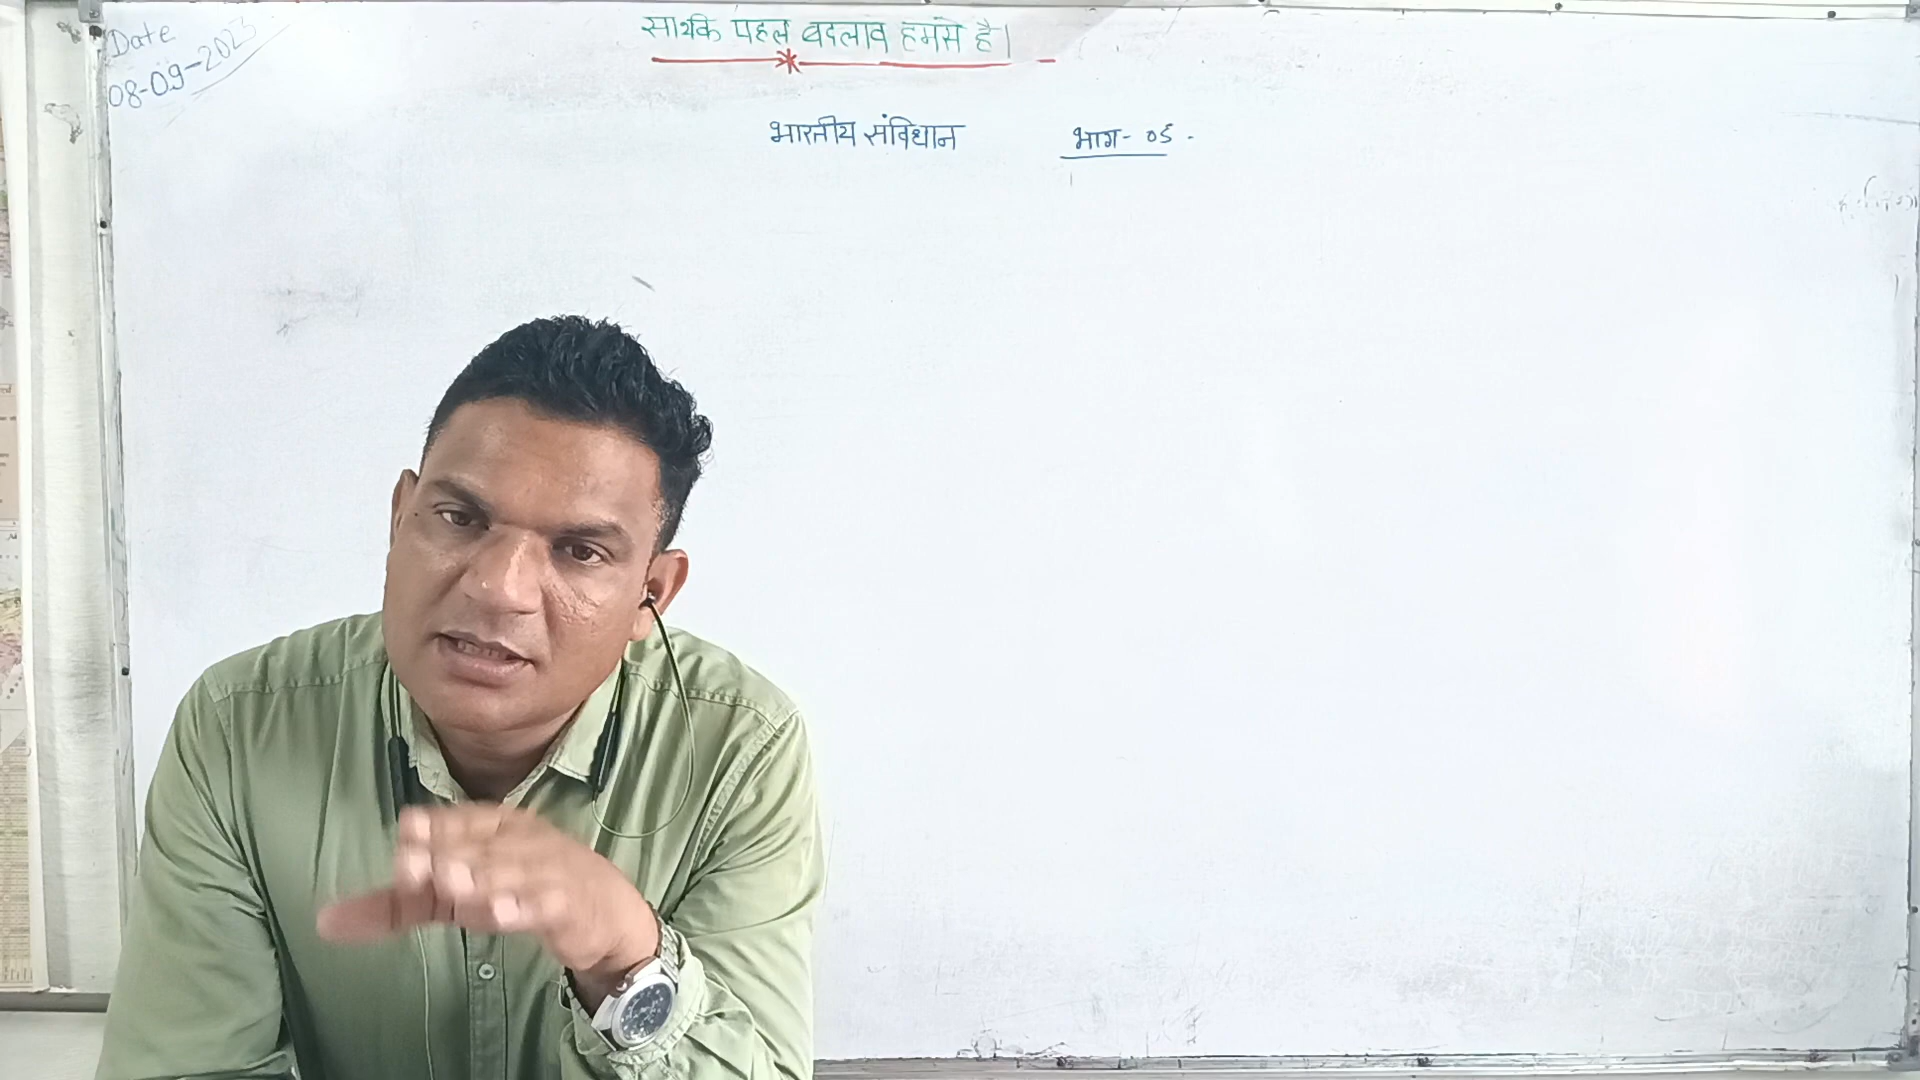 Date
08-09-2023
सार्थक पहल बदलाव हमसे है।
भारतीय संविधान भाग- 05 -